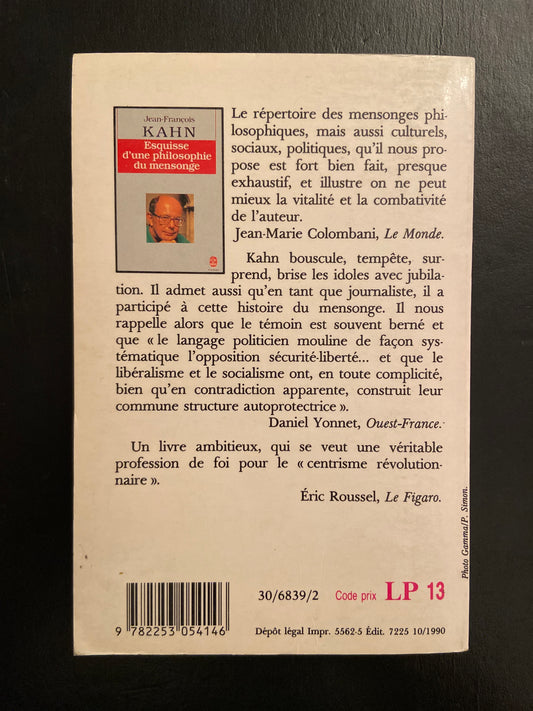 Jean-François
KAHN
Esquisse
d'une philosophie
du mensonge
Le répertoire des mensonges phi-
losophiques, mais aussi culturels,
sociaux, politiques, qu'il nous pro-
pose est fort bien fait, presque
exhaustif, et illustre on ne peut
mieux la vitalité et la combativité
de l'auteur.
Jean-Marie Colombani, Le Monde.
Kahn bouscule, tempête, sur-
prend, brise les idoles avec jubila-
tion. Il admet aussi qu'en tant que journaliste, il a
participé à cette histoire du mensonge. Il nous
rappelle alors que le témoin est souvent berné et
que « le langage politicien mouline de façon sys-
tématique l'opposition sécurité-liberté... et que le
libéralisme et le socialisme ont, en toute complicité,
bien qu'en contradiction apparente, construit leur
commune structure autoprotectrice ».
Daniel Yonnet, Ouest-France.
Un livre ambitieux, qui se veut une véritable
profession de foi pour le « centrisme révolution-
naire ».
Éric Roussel, Le Figaro.
Photo Gamma/P. Simon.
30/6839/2 Code prix LP 13
9 782253 054146
Dépôt légal Impr. 5562-5 Édit. 7225 10/1990